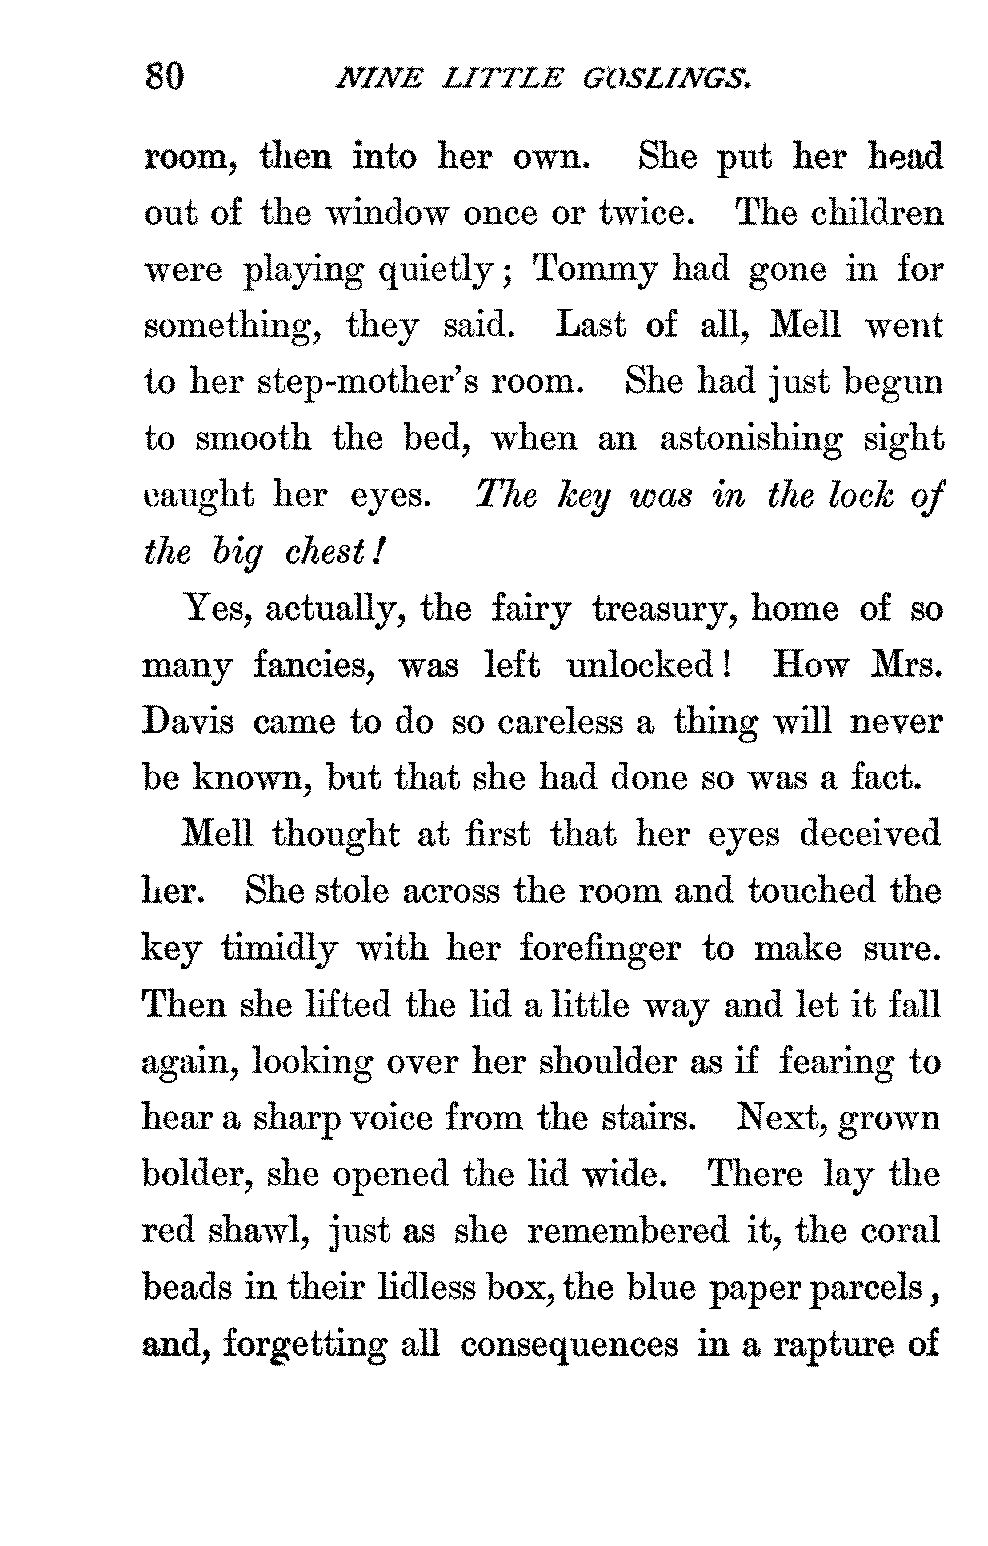 80 NINE LITTLE GOSLINGS.
room, then into her own. She put her head
out of the window once or twice. The children
were playing quietly; Tommy had gone in for
something, they said. Last of all, Mell went
to her step-mother's room. She had just begun
to smooth the bed, when an astonishing sight
caught her eyes. The key was in the lock of
the big chest!
Yes, actually, the fairy treasury, home of so
many fancies, was left unlocked! How Mrs.
Davis came to do so careless a thing will never
be known, but that she had done so was a fact.
Mell thought at first that her eyes deceived
her. She stole across the room and touched the
key timidly with her forefinger to make sure.
Then she lifted the lid a little way and let it fall
again, looking over her shoulder as if fearing to
hear a sharp voice from the stairs. Next, grown
bolder, she opened the lid wide. There lay the
red shawl, just as she remembered it, the coral
beads in their lidless box, the blue paper parcels,
and, forgetting all consequences in a rapture of